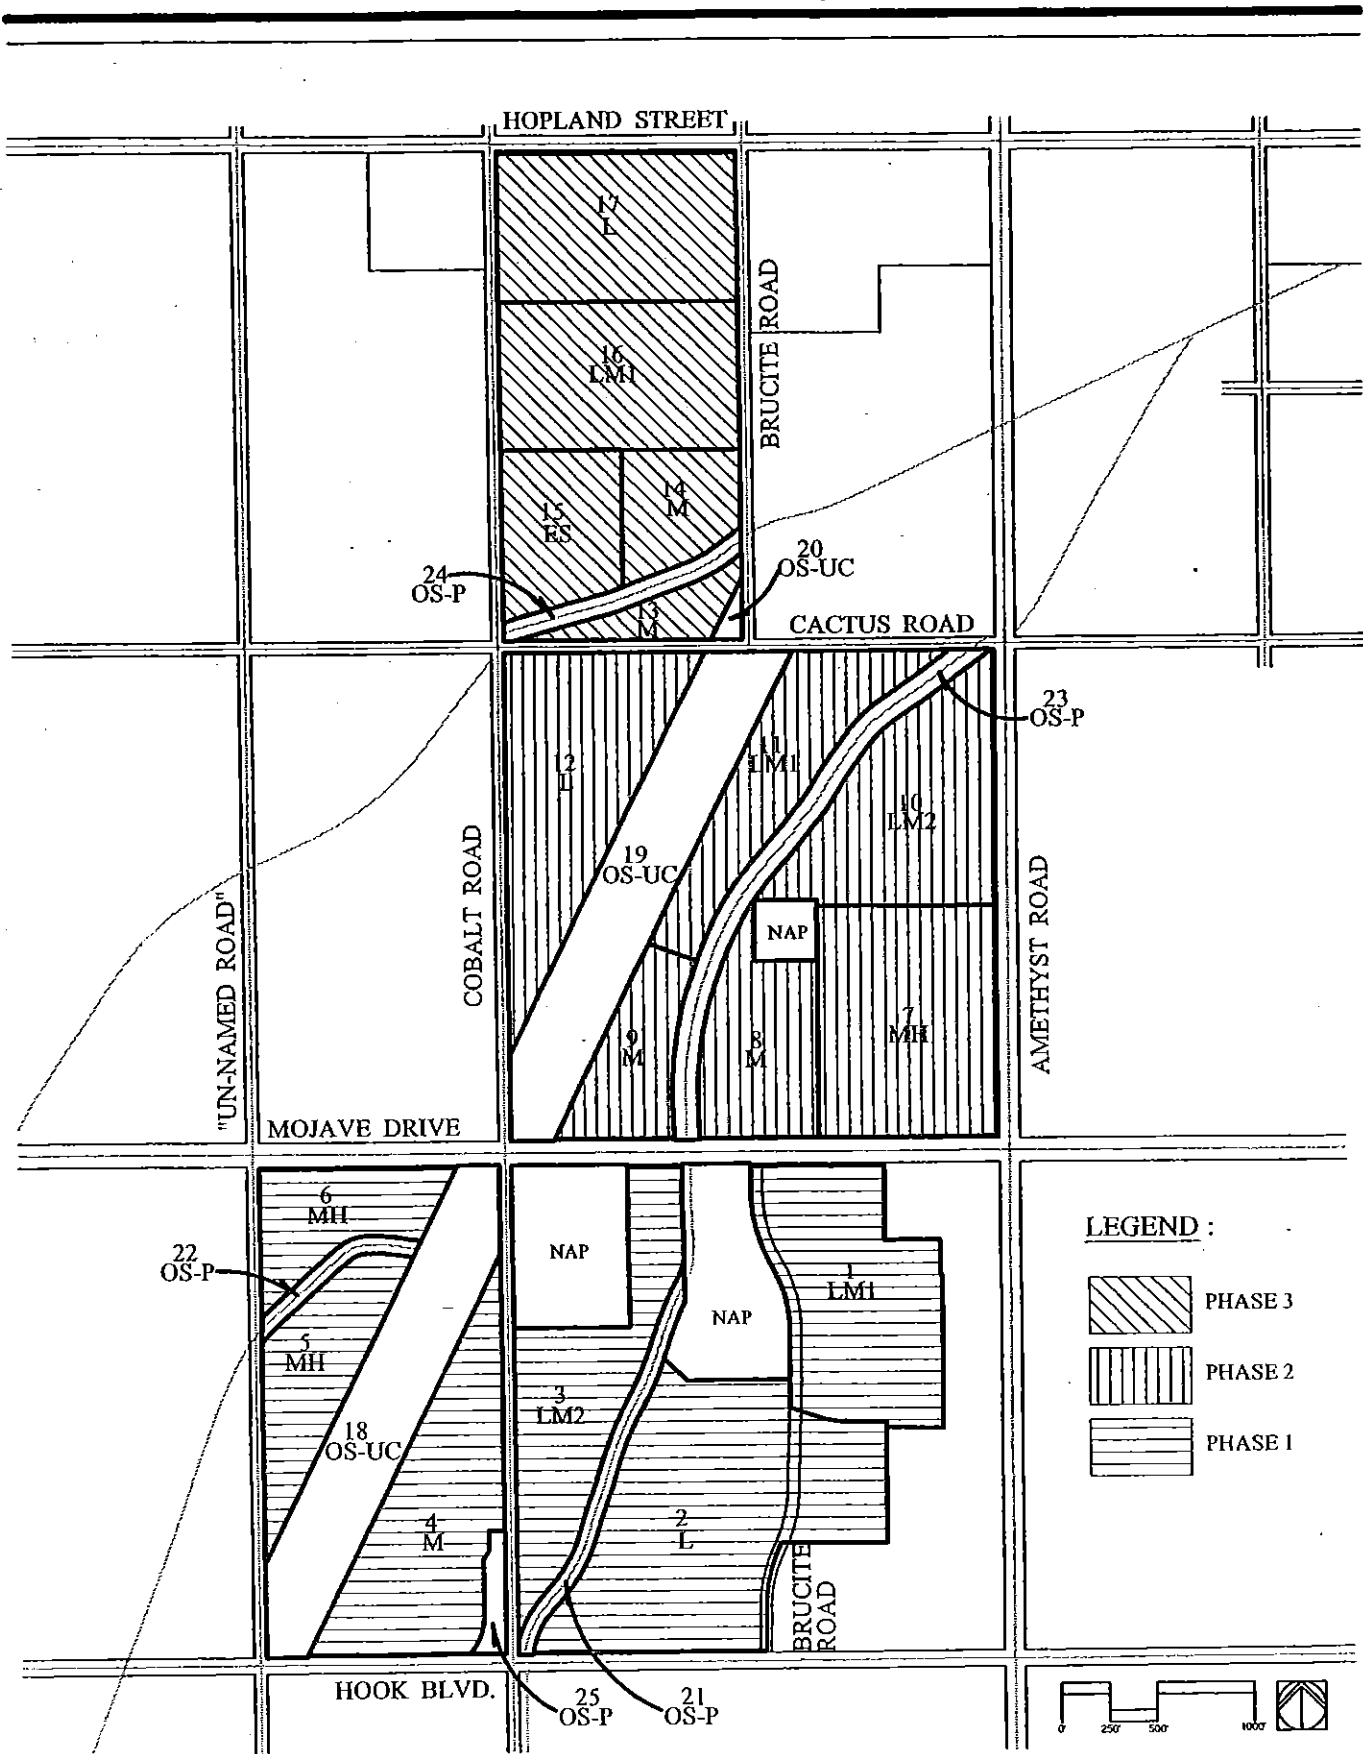 HOPLAND STREET
17
L
BRUCITE ROAD
16
LM1
14
M
15
ES
20
OS-UC
24
OS-P
13
M
CACTUS ROAD
23
OS-P
11
LM1
12
L
10
LM2
19
OS-UC
COBALT ROAD
AMETHYST ROAD
"UN-NAMED ROAD"
NAP
7
MH
9
M
8
M
MOJAVE DRIVE
6
MH
22
OS-P
NAP
1
LM1
LEGEND :
PHASE 3
NAP
5
MH
PHASE 2
3
LM2
18
OS-UC
PHASE 1
4
M
2
L
BRUCITE
ROAD
HOOK BLVD.
25
OS-P
21
OS-P
0' 250' 500' 1000'